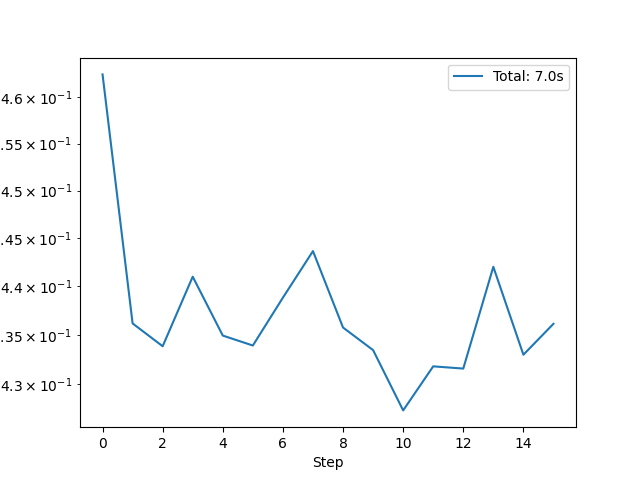 Total: 7.0s
4.6 × 10⁻¹
.55 × 10⁻¹
4.5 × 10⁻¹
.45 × 10⁻¹
4.4 × 10⁻¹
.35 × 10⁻¹
4.3 × 10⁻¹
0 2 4 6 8 10 12 14
Step